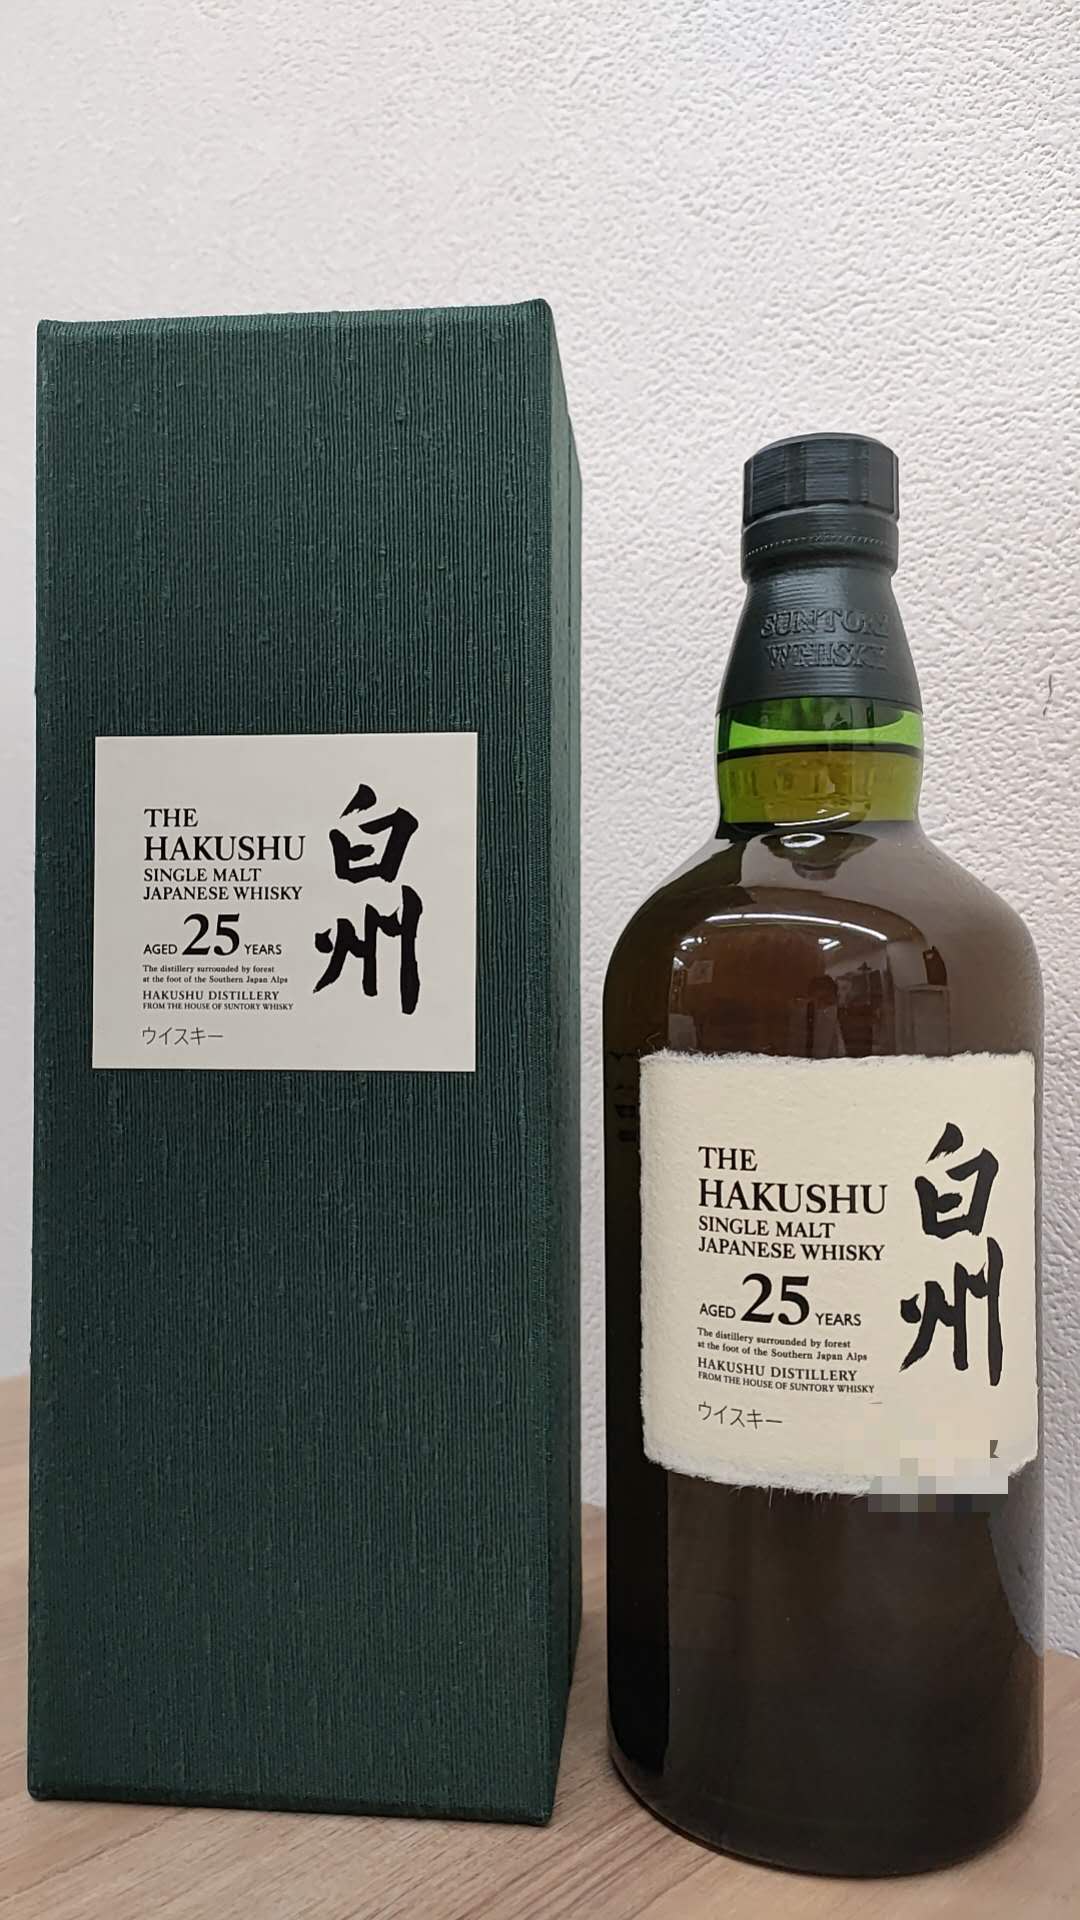 THE
HAKUSHU
SINGLE MALT
JAPANESE WHISKY
AGED 25 YEARS
The distillery surrounded by forest
at the foot of the Southern Japan Alps
HAKUSHU DISTILLERY
FROM THE HOUSE OF SUNTORY WHISKY
ウイスキー
白州
SUNTORY
WHISKY
THE
HAKUSHU
SINGLE MALT
JAPANESE WHISKY
AGED 25 YEARS
The distillery surrounded by forest
at the foot of the Southern Japan Alps
HAKUSHU DISTILLERY
FROM THE HOUSE OF SUNTORY WHISKY
ウイスキー
白州